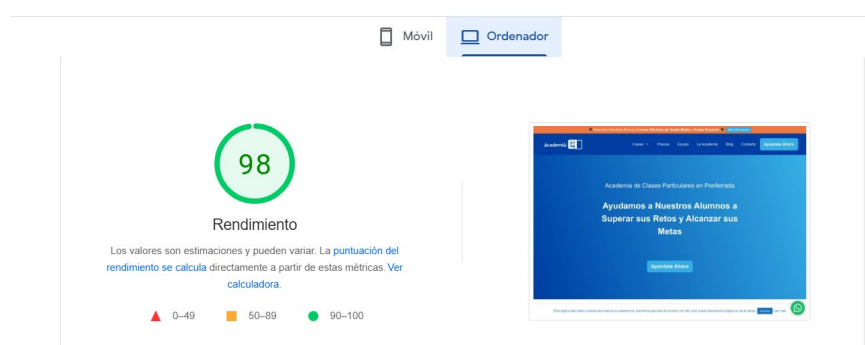 Móvil
Ordenador
98
Rendimiento
Los valores son estimaciones y pueden variar. La puntuación del
rendimiento se calcula directamente a partir de estas métricas. Ver
calculadora.
0–49
50–89
90–100
Academia
Clases
Precios
Equipo
La Academia
Blog
Contacto
Apúntate Ahora
Academia de Clases Particulares en Ponferrada
Ayudamos a Nuestros Alumnos a
Superar sus Retos y Alcanzar sus
Metas
Apúntate Ahora